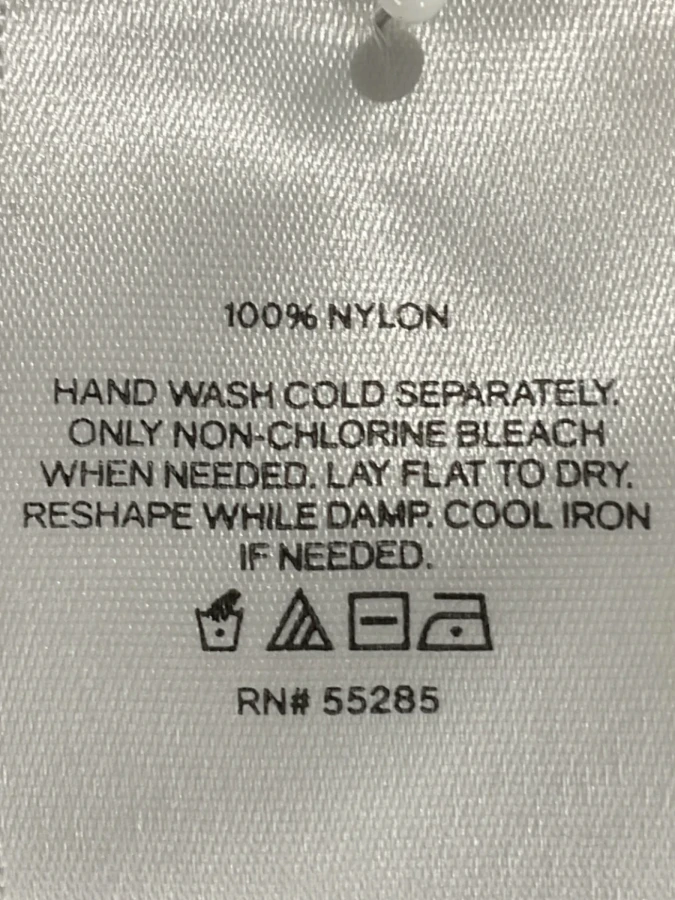 100% NYLON
HAND WASH COLD SEPARATELY.
ONLY NON-CHLORINE BLEACH
WHEN NEEDED. LAY FLAT TO DRY.
RESHAPE WHILE DAMP. COOL IRON
IF NEEDED.
RN# 55285